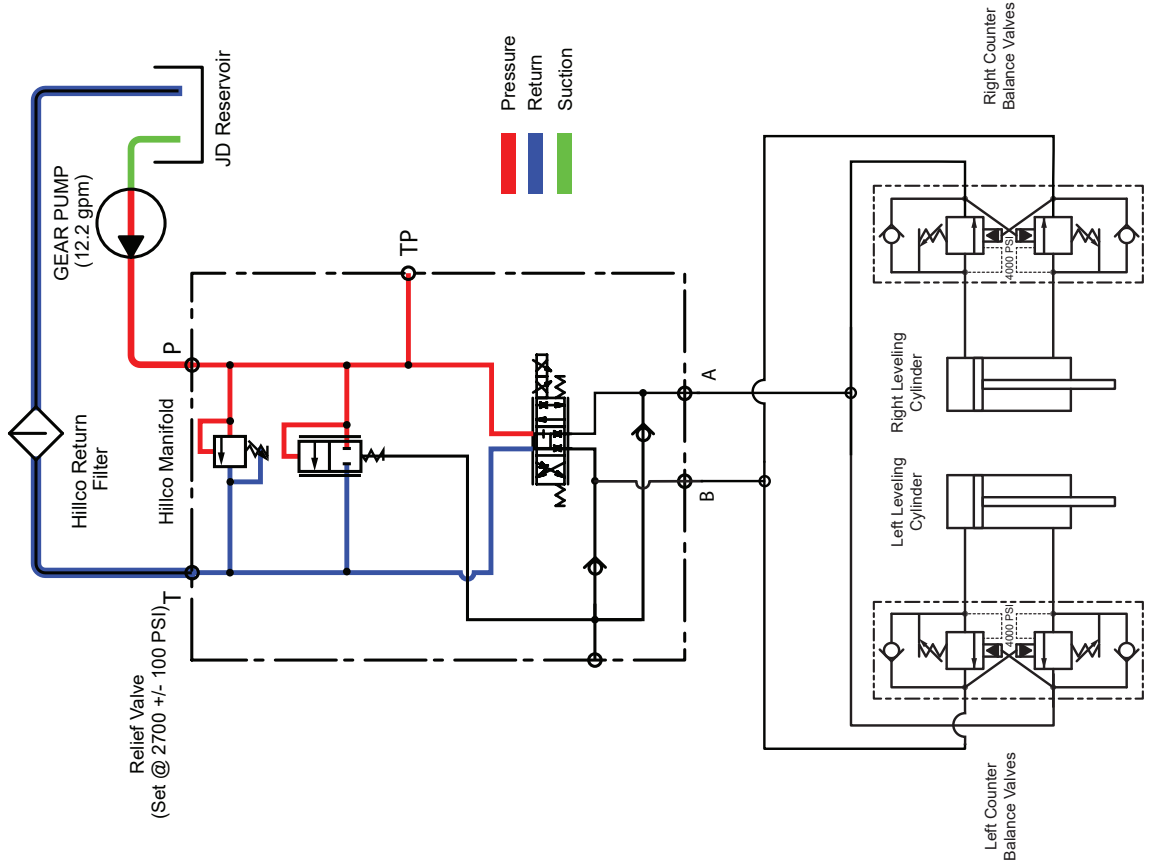 JD Reservoir
GEAR PUMP
(12.2 gpm)
Hillco Return
Filter
Hillco Manifold
P
T
TP
Relief Valve
(Set @ 2700 +/- 100 PSI)
Pressure
Return
Suction
A
B
Right Counter
Balance Valves
4000 PSI
Right Leveling
Cylinder
Left Leveling
Cylinder
4000 PSI
Left Counter
Balance Valves